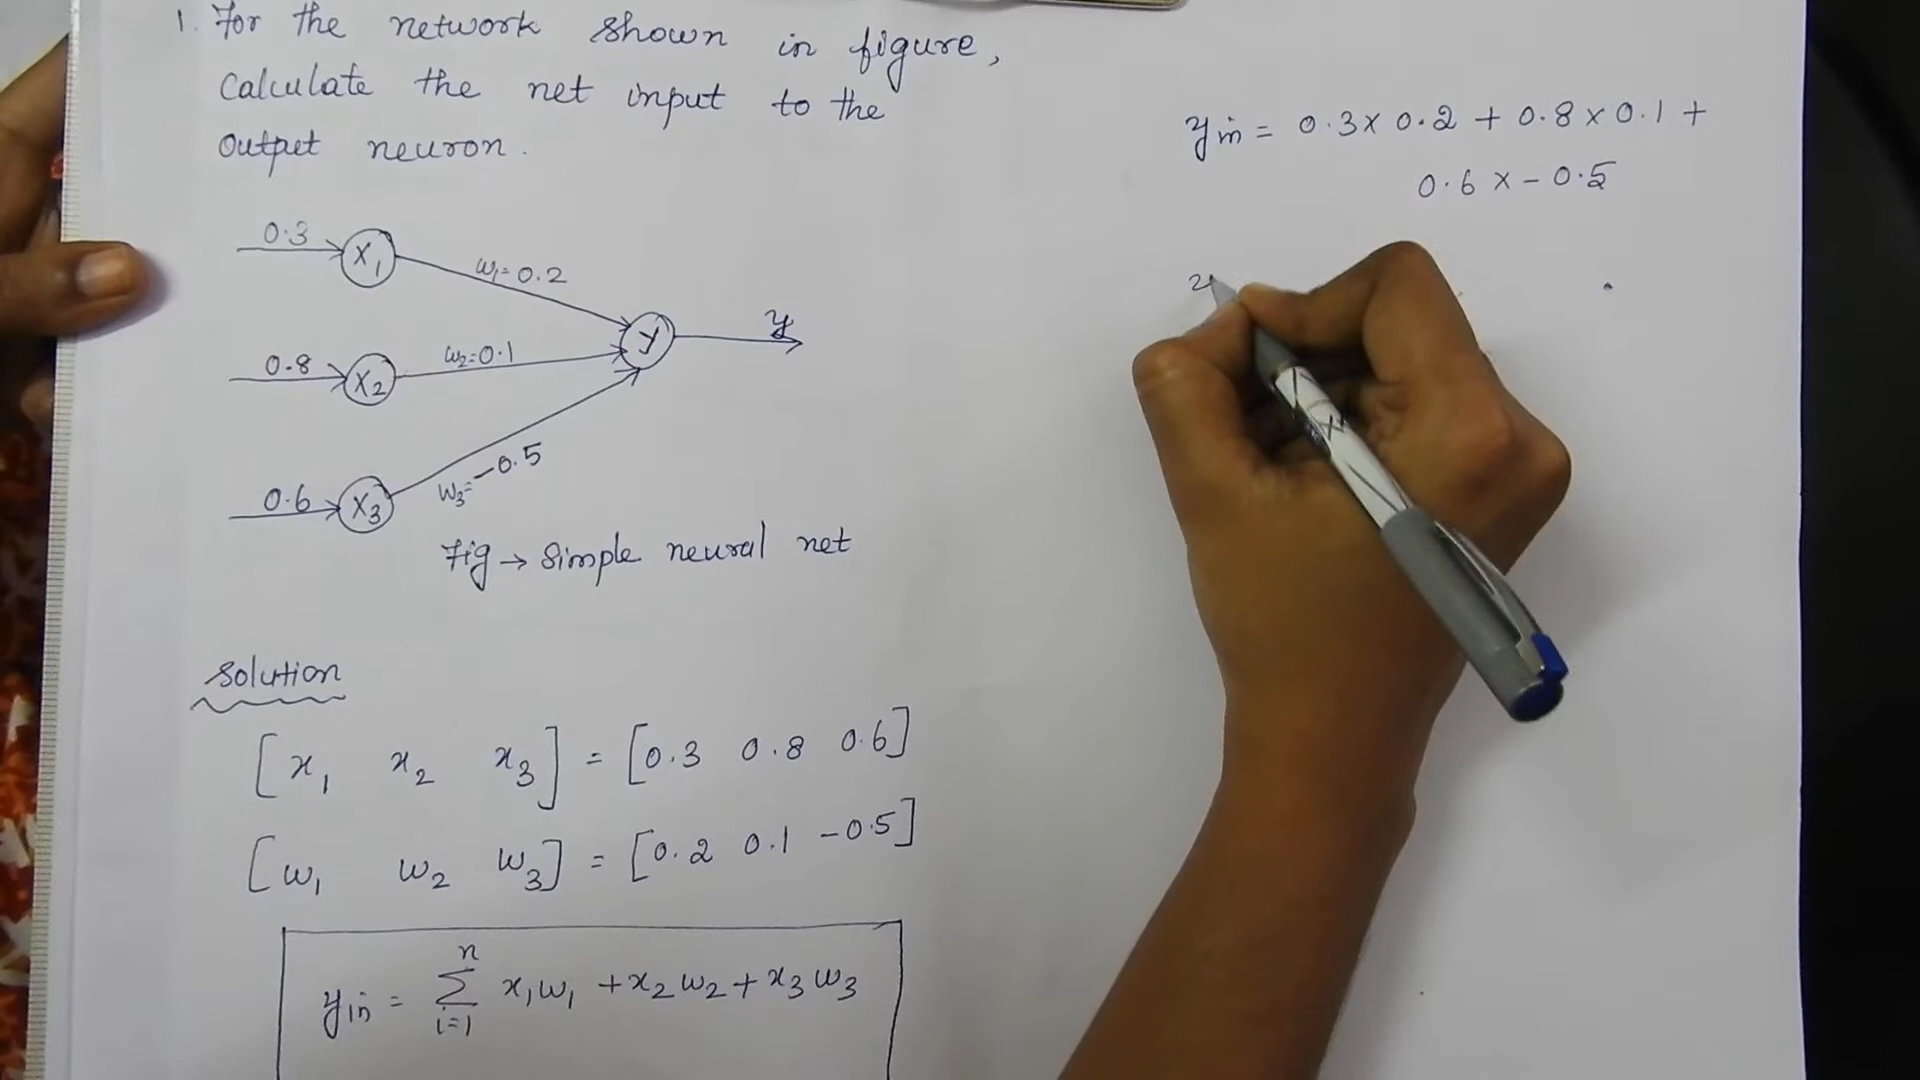 1. For the network shown in figure,
Calculate the net input to the
Output neuron.
0.3
X1
w1=0.2
0.8
X2
w2=0.1
Y
y
0.6
X3
w3=-0.5
Fig → Simple neural net
Solution
[x1 x2 x3] = [0.3 0.8 0.6]
[w1 w2 w3] = [0.2 0.1 -0.5]
yin = n∑i=1 x1w1 + x2w2 + x3w3
yin = 0.3 x 0.2 + 0.8 x 0.1 +
0.6 x - 0.5